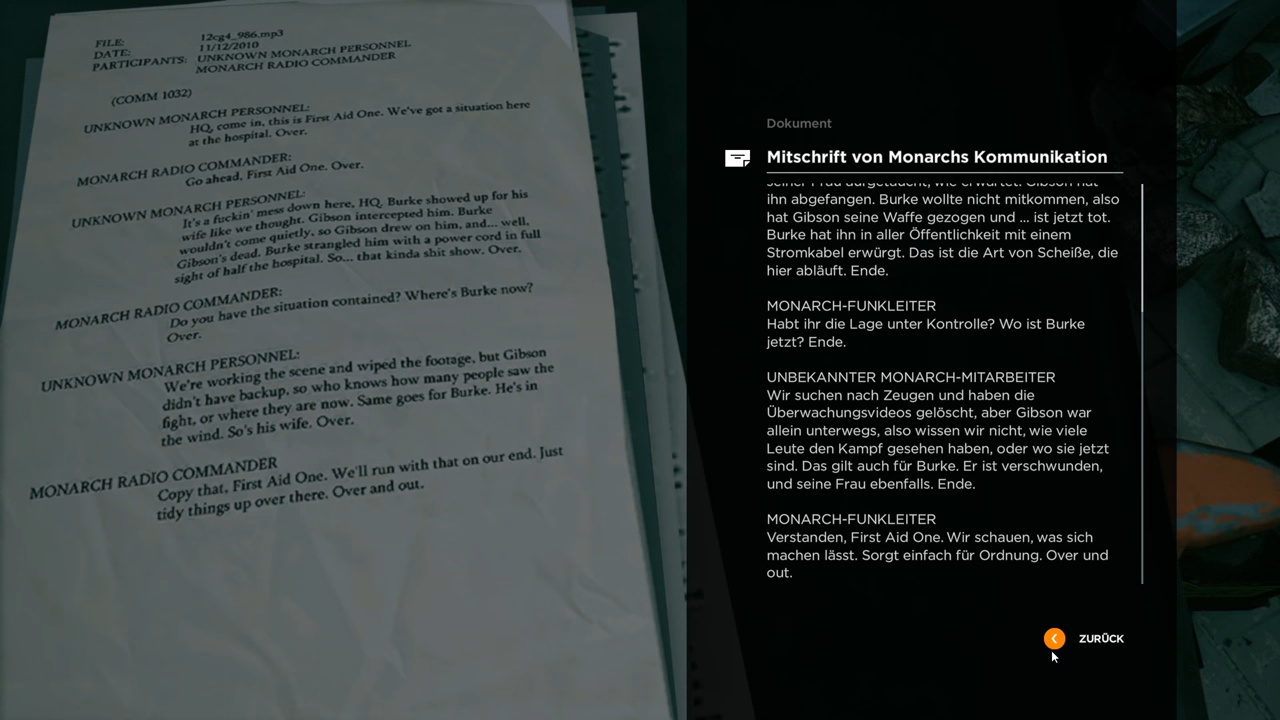 FILE: 12cg4_986.mp3
DATE: 11/12/2010
PARTICIPANTS: UNKNOWN MONARCH PERSONNEL
MONARCH RADIO COMMANDER
(COMM 1032)
UNKNOWN MONARCH PERSONNEL:
HQ, come in, this is First Aid One. We've got a situation here
at the hospital. Over.
MONARCH RADIO COMMANDER:
Go ahead, First Aid One. Over.
UNKNOWN MONARCH PERSONNEL:
It's a fuckin' mess down here, HQ. Burke showed up for his
wife like we thought. Gibson intercepted him. Burke
wouldn't come quietly, so Gibson drew on him, and... well,
Gibson's dead. Burke strangled him with a power cord in full
sight of half the hospital. So... that kinda shit show. Over.
MONARCH RADIO COMMANDER:
Do you have the situation contained? Where's Burke now?
Over.
UNKNOWN MONARCH PERSONNEL:
We're working the scene and wiped the footage, but Gibson
didn't have backup, so who knows how many people saw the
fight, or where they are now. Same goes for Burke. He's in
the wind. So's his wife. Over.
MONARCH RADIO COMMANDER
Copy that, First Aid One. We'll run with that on our end. Just
tidy things up over there. Over and out.
Dokument
Mitschrift von Monarchs Kommunikation
seiner Frau aufgetaucht, wie erwartet. Gibson hat
ihn abgefangen. Burke wollte nicht mitkommen, also
hat Gibson seine Waffe gezogen und ... ist jetzt tot.
Burke hat ihn in aller Öffentlichkeit mit einem
Stromkabel erwürgt. Das ist die Art von Scheiße, die
hier abläuft. Ende.
MONARCH-FUNKLEITER
Habt ihr die Lage unter Kontrolle? Wo ist Burke
jetzt? Ende.
UNBEKANNTER MONARCH-MITARBEITER
Wir suchen nach Zeugen und haben die
Überwachungsvideos gelöscht, aber Gibson war
allein unterwegs, also wissen wir nicht, wie viele
Leute den Kampf gesehen haben, oder wo sie jetzt
sind. Das gilt auch für Burke. Er ist verschwunden,
und seine Frau ebenfalls. Ende.
MONARCH-FUNKLEITER
Verstanden, First Aid One. Wir schauen, was sich
machen lässt. Sorgt einfach für Ordnung. Over und
out.
ZURÜCK